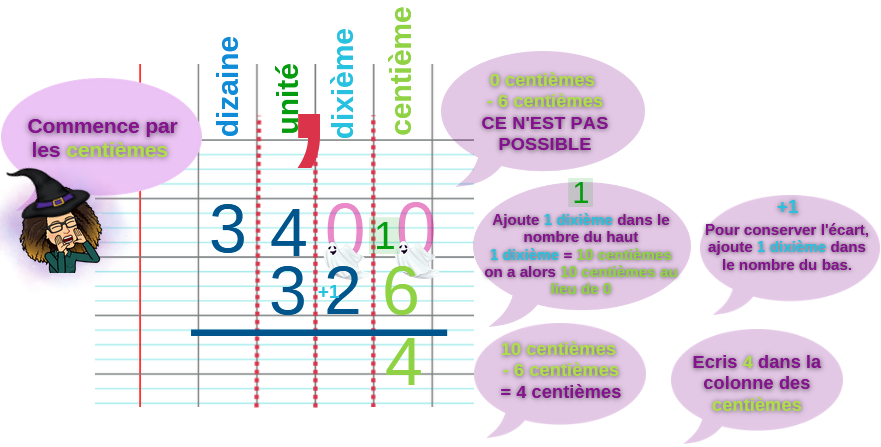 dizaine
unité
dixième
centième
,
Commence par
les centièmes
0 centièmes
- 6 centièmes
CE N'EST PAS
POSSIBLE
1
Ajoute 1 dixième dans le
nombre du haut
1 dixième = 10 centièmes
on a alors 10 centièmes au
lieu de 0
+1
Pour conserver l'écart,
ajoute 1 dixième dans
le nombre du bas.
3 4 0 1 0
3 +1 2 6
4
10 centièmes
- 6 centièmes
= 4 centièmes
Ecris 4 dans la
colonne des
centièmes